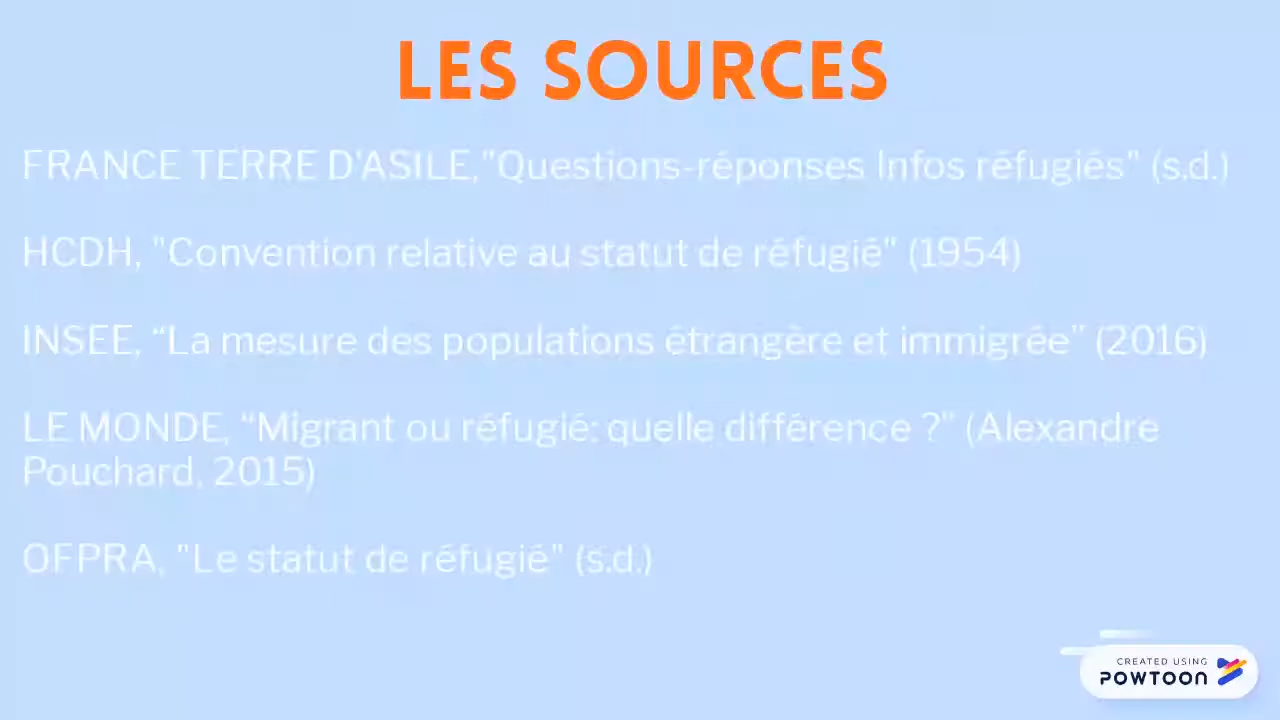 LES SOURCES
FRANCE TERRE D'ASILE,"Questions-réponses Infos réfugiés" (s.d.)
HCDH, "Convention relative au statut de réfugié" (1954)
INSEE, “La mesure des populations étrangère et immigrée” (2016)
LE MONDE, “Migrant ou réfugié: quelle différence ?” (Alexandre
Pouchard, 2015)
OFPRA, "Le statut de réfugié" (s.d.)
CREATED USING
POWTOON